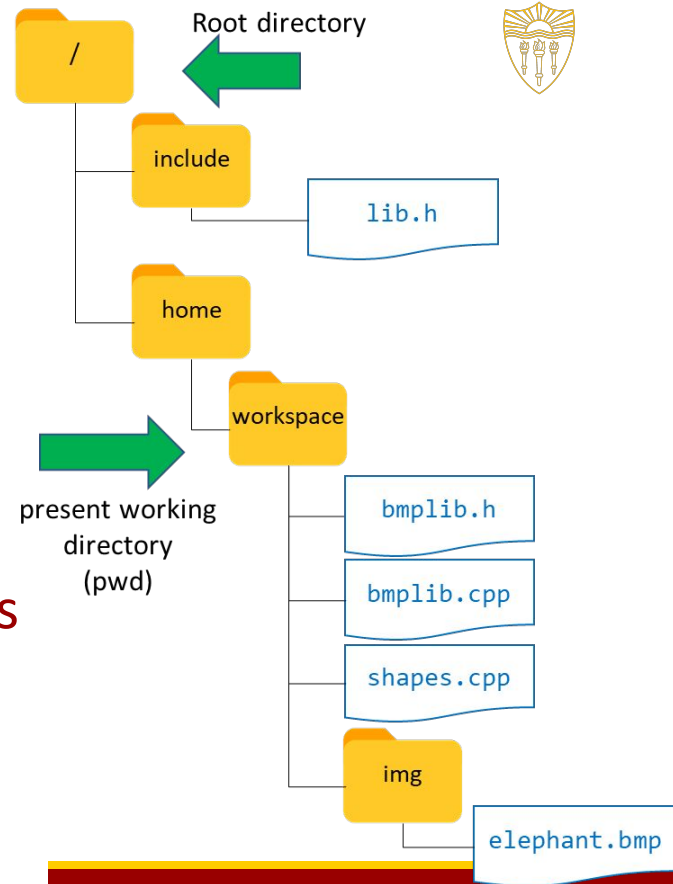 Root directory
/
include
lib.h
home
workspace
present working
directory
(pwd)
bmplib.h
bmplib.cpp
s
shapes.cpp
img
elephant.bmp